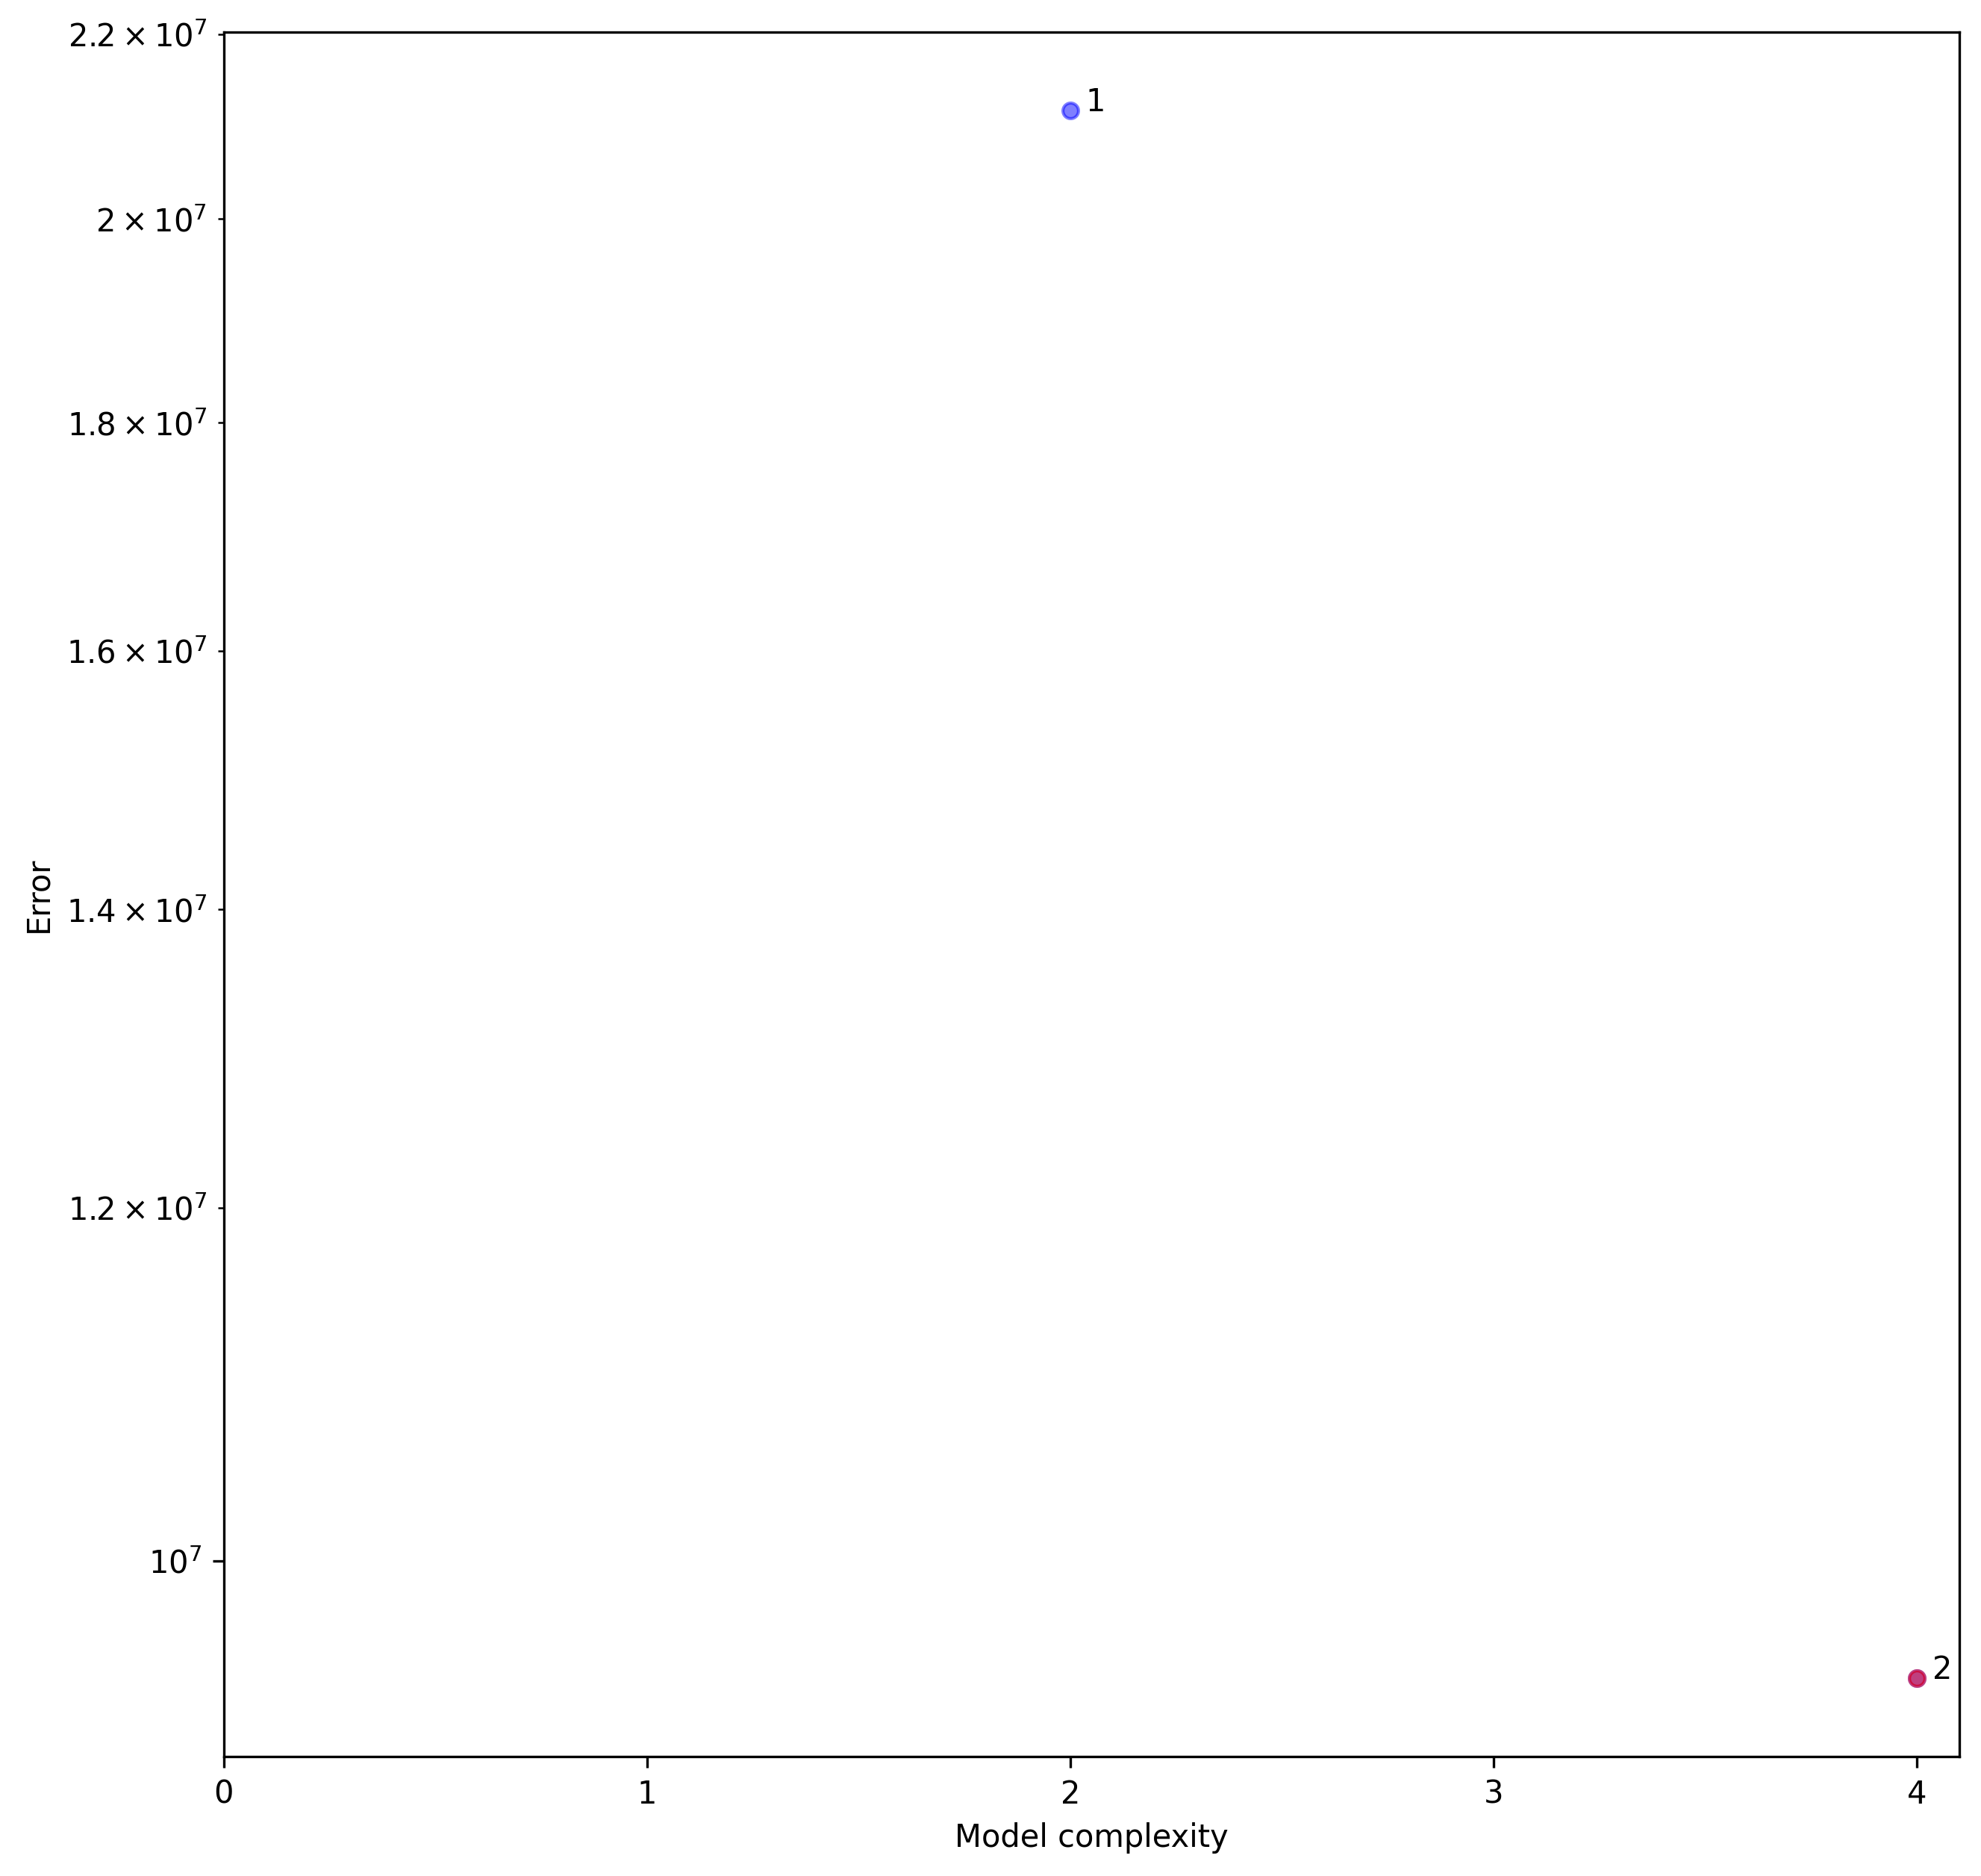 2.2 × 10⁷
1
2 × 10⁷
1.8 × 10⁷
1.6 × 10⁷
Error
1.4 × 10⁷
1.2 × 10⁷
10⁷
2
0 1 2 3 4
Model complexity